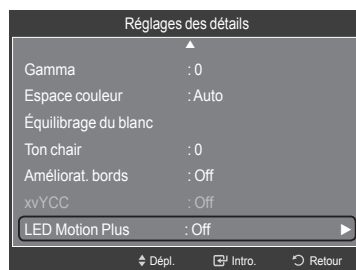 Réglages des détails
Gamma : 0
Espace couleur : Auto
Équilibrage du blanc
Ton chair : 0
Améliorat. bords : Off
xvYCC : Off
LED Motion Plus : Off
Dépl. Intro. Retour